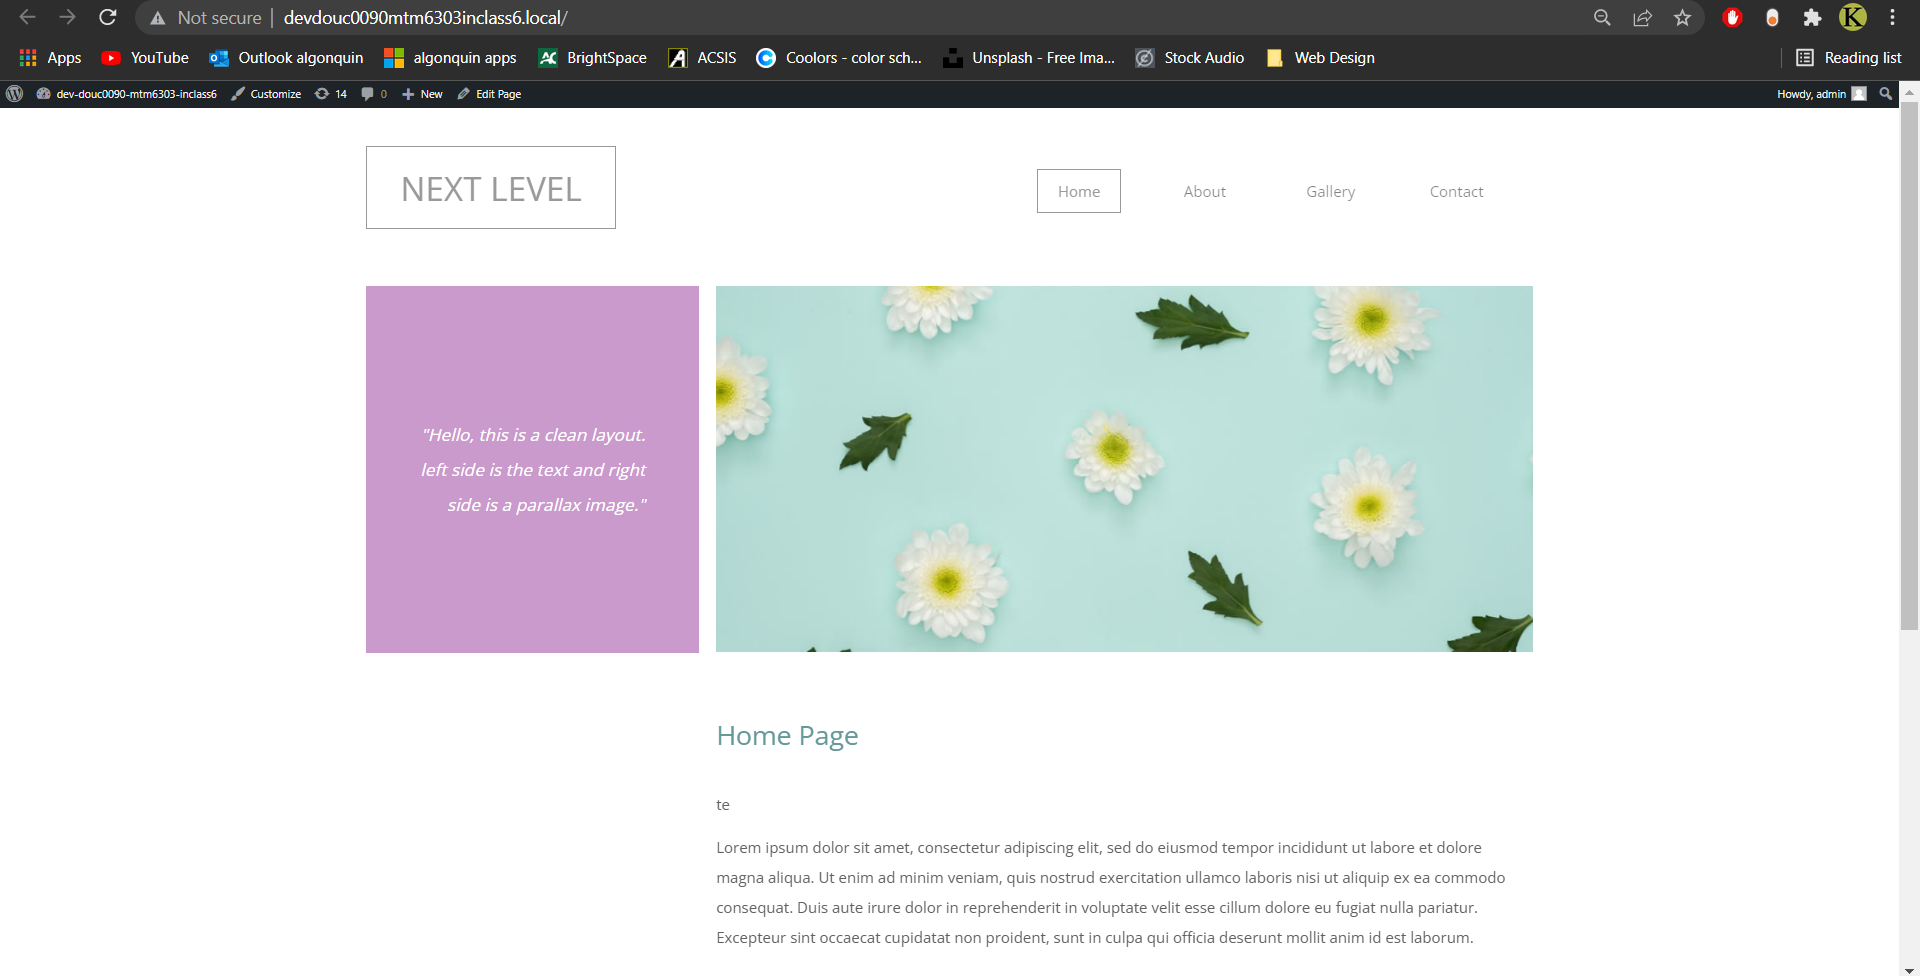 Not secure devdouc0090mtm6303inclass6.local/
K
Apps YouTube Outlook algonquin algonquin apps AC BrightSpace A ACSIS Coolors - color sch... Unsplash - Free Ima... Stock Audio Web Design Reading list
dev-douc0090-mtm6303-inclass6 Customize 14 0 New Edit Page Howdy, admin
NEXT LEVEL
Home About Gallery Contact
"Hello, this is a clean layout.
left side is the text and right
side is a parallax image."
Home Page
te
Lorem ipsum dolor sit amet, consectetur adipiscing elit, sed do eiusmod tempor incididunt ut labore et dolore
magna aliqua. Ut enim ad minim veniam, quis nostrud exercitation ullamco laboris nisi ut aliquip ex ea commodo
consequat. Duis aute irure dolor in reprehenderit in voluptate velit esse cillum dolore eu fugiat nulla pariatur.
Excepteur sint occaecat cupidatat non proident, sunt in culpa qui officia deserunt mollit anim id est laborum.